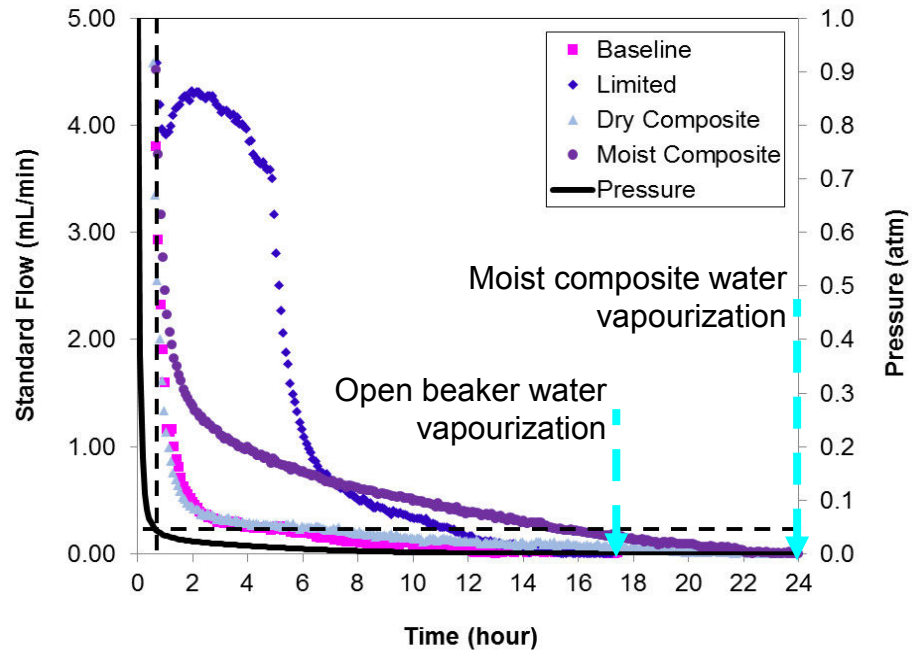 5.00
4.00
3.00
2.00
1.00
0.00
Standard Flow (mL/min)
Baseline
Limited
Dry Composite
Moist Composite
Pressure
Moist composite water
vapourization
Open beaker water
vapourization
1.0
0.9
0.8
0.7
0.6
0.5
0.4
0.3
0.2
0.1
0.0
Pressure (atm)
0 2 4 6 8 10 12 14 16 18 20 22 24
Time (hour)